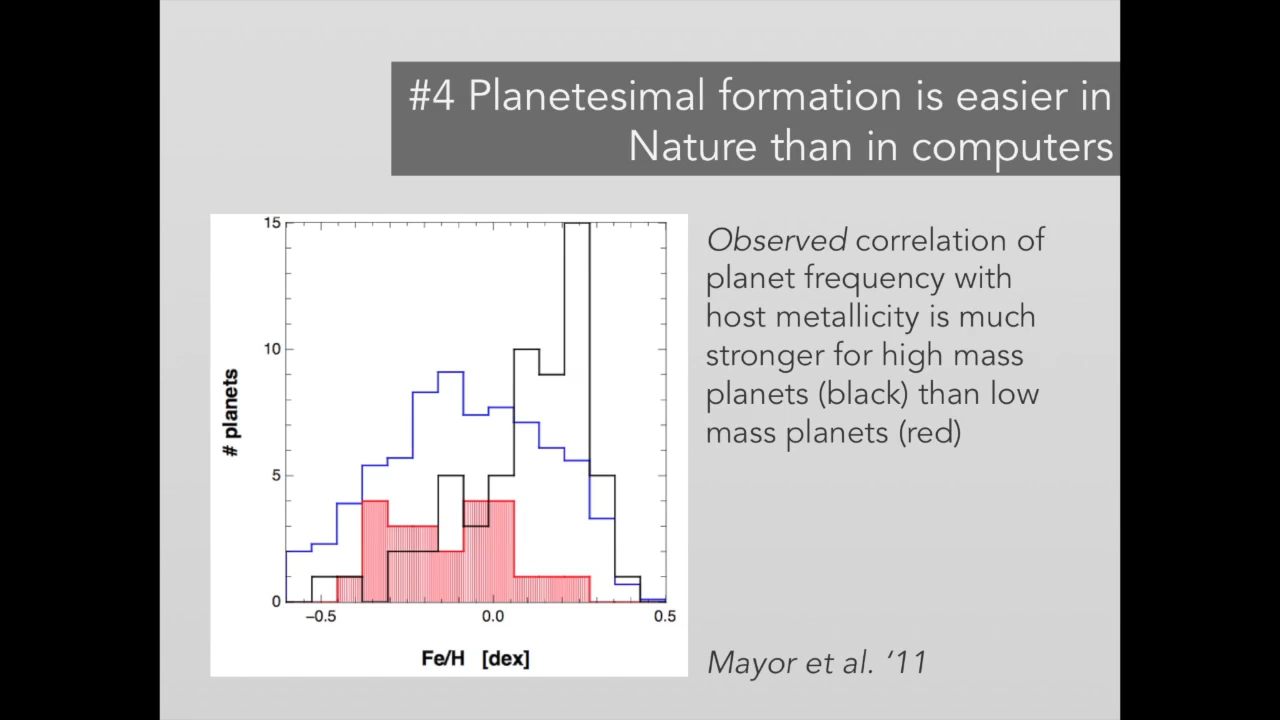 #4 Planetesimal formation is easier in
Nature than in computers
15
10
5
0
# planets
−0.5
0.0
0.5
Fe/H [dex]
Observed correlation of
planet frequency with
host metallicity is much
stronger for high mass
planets (black) than low
mass planets (red)
Mayor et al. ‘11